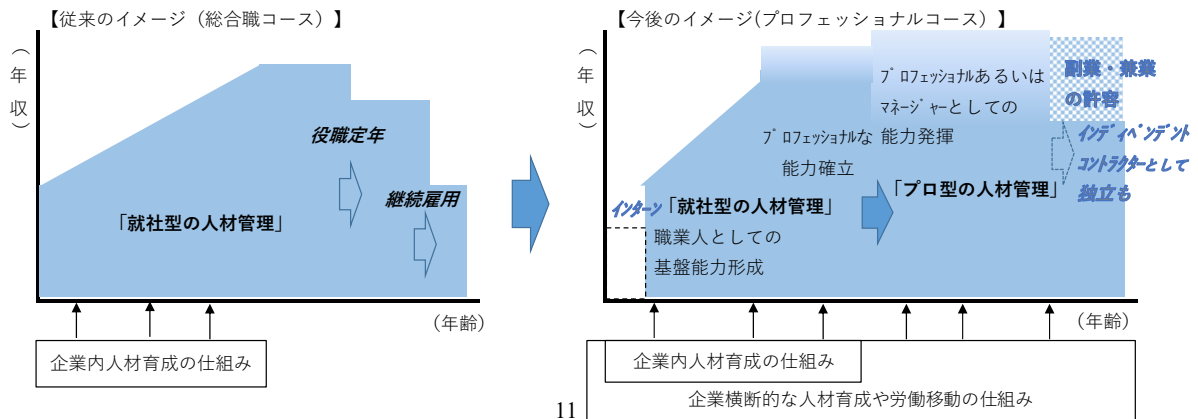 【従来のイメージ（総合職コース）】
（年収）
役職定年
継続雇用
「就社型の人材管理」
（年齢）
企業内人材育成の仕組み
【今後のイメージ(プロフェッショナルコース）】
（年収）
ﾌﾟﾛﾌｪｯｼｮﾅﾙあるいは
ﾏﾈｰｼﾞｬｰとしての
能力発揮
ﾌﾟﾛﾌｪｯｼｮﾅﾙな
能力確立
副業・兼業
の許容
ｲﾝﾃﾞｨﾍﾟﾝﾃﾞﾝﾄ
ｺﾝﾄﾗｸﾀｰとして
独立も
ｲﾝﾀｰﾝ
「就社型の人材管理」
職業人としての
基盤能力形成
「プロ型の人材管理」
（年齢）
企業内人材育成の仕組み
企業横断的な人材育成や労働移動の仕組み
11